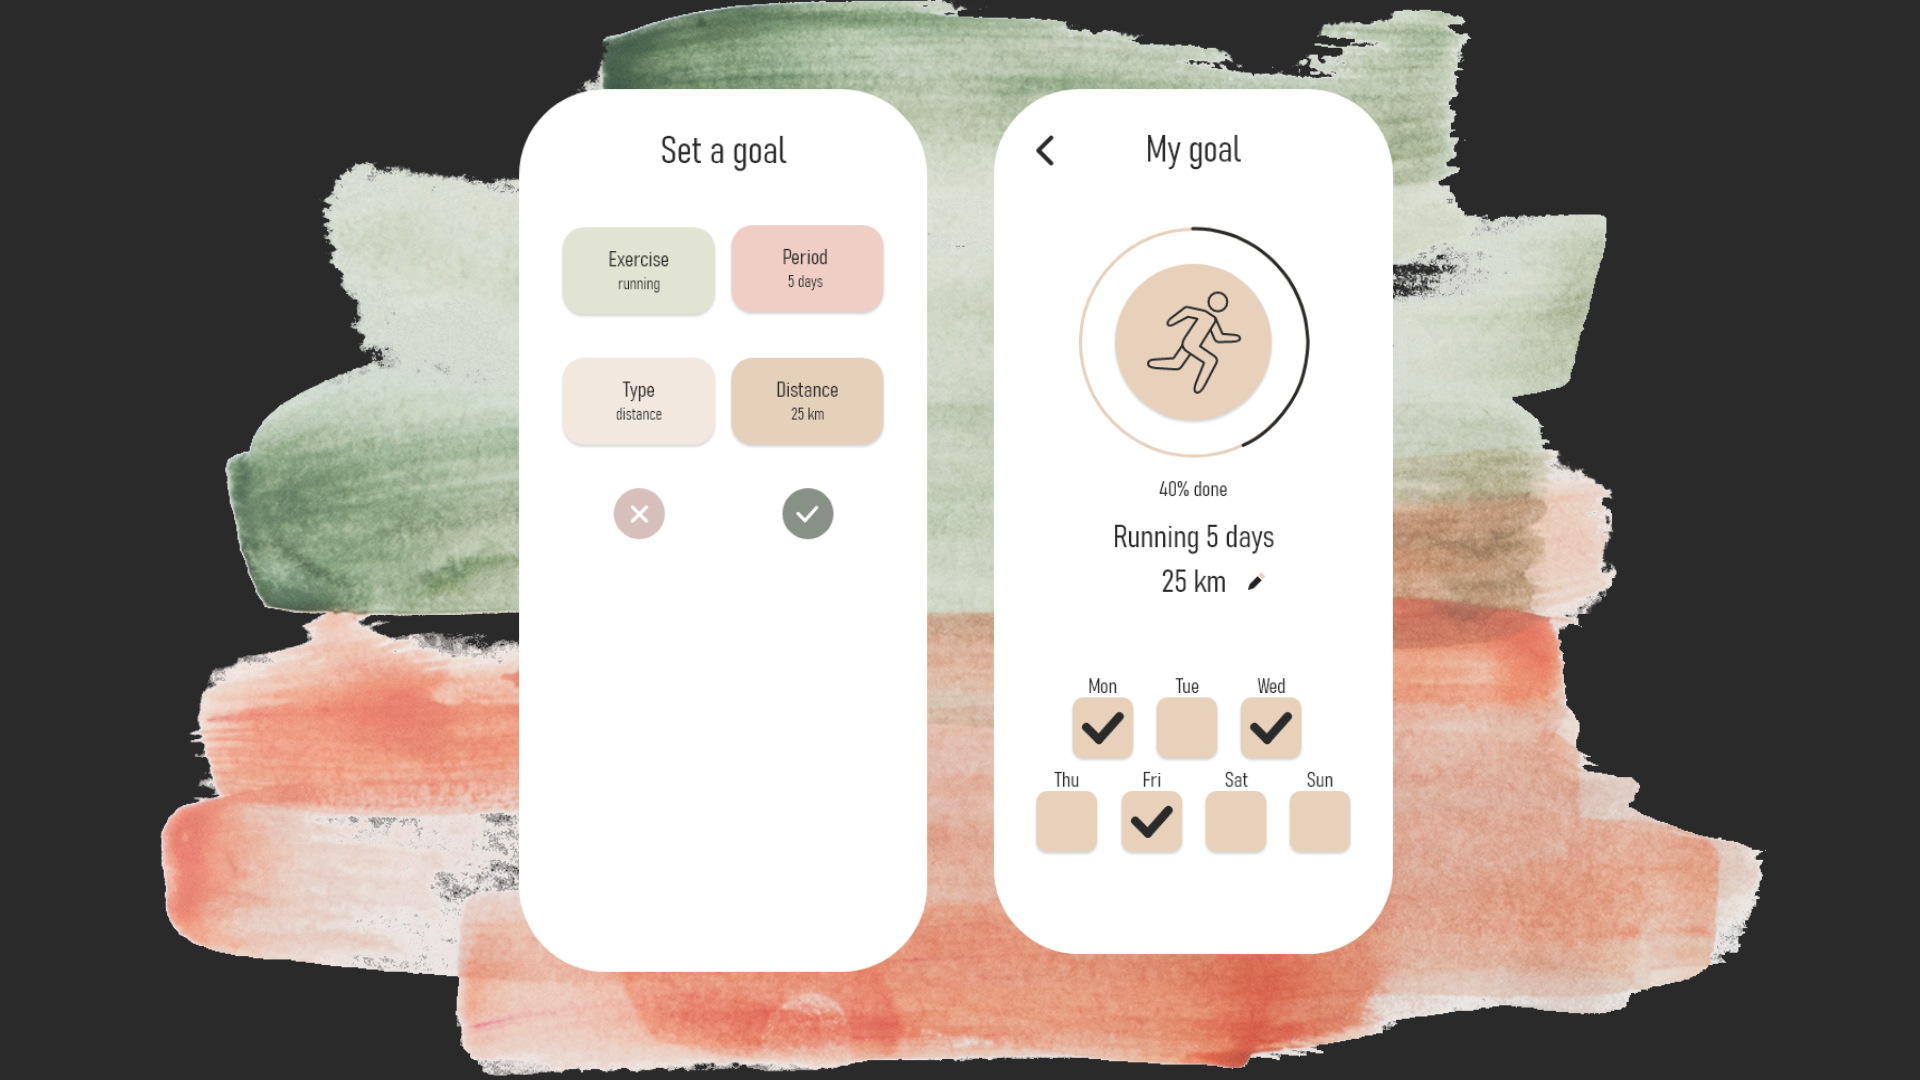 Set a goal
Exercise
running
Period
5 days
Type
distance
Distance
25 km
My goal
40% done
Running 5 days
25 km
Mon Tue Wed
Thu Fri Sat Sun